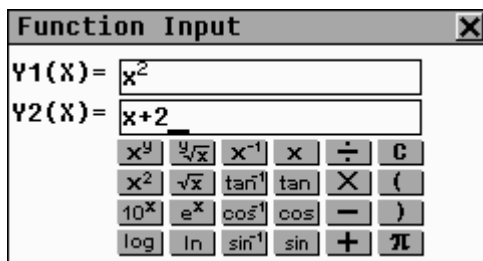 Function Input X
Y1(X)= x²
Y2(X)= x+2_
xʸ ʸ√x x⁻¹ x ÷ C
x² √x tan⁻¹ tan X (
10ˣ eˣ cos⁻¹ cos − )
log ln sin⁻¹ sin + π